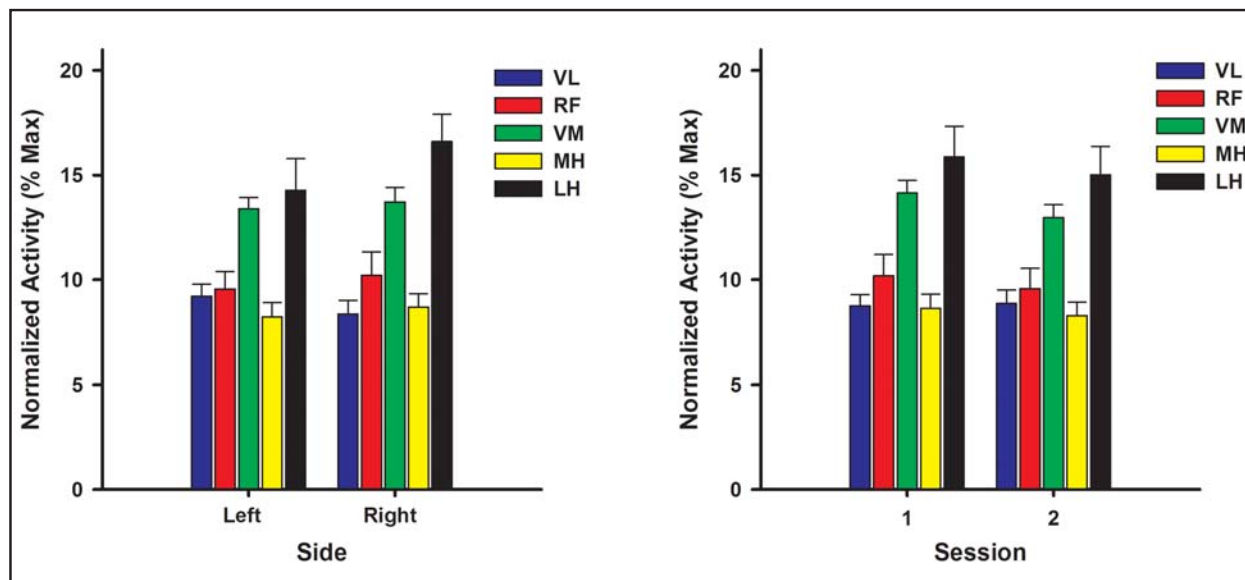 Normalized Activity (% Max)
20
15
10
5
0
VL
RF
VM
MH
LH
Left
Right
Side
Normalized Activity (% Max)
20
15
10
5
0
VL
RF
VM
MH
LH
1
2
Session